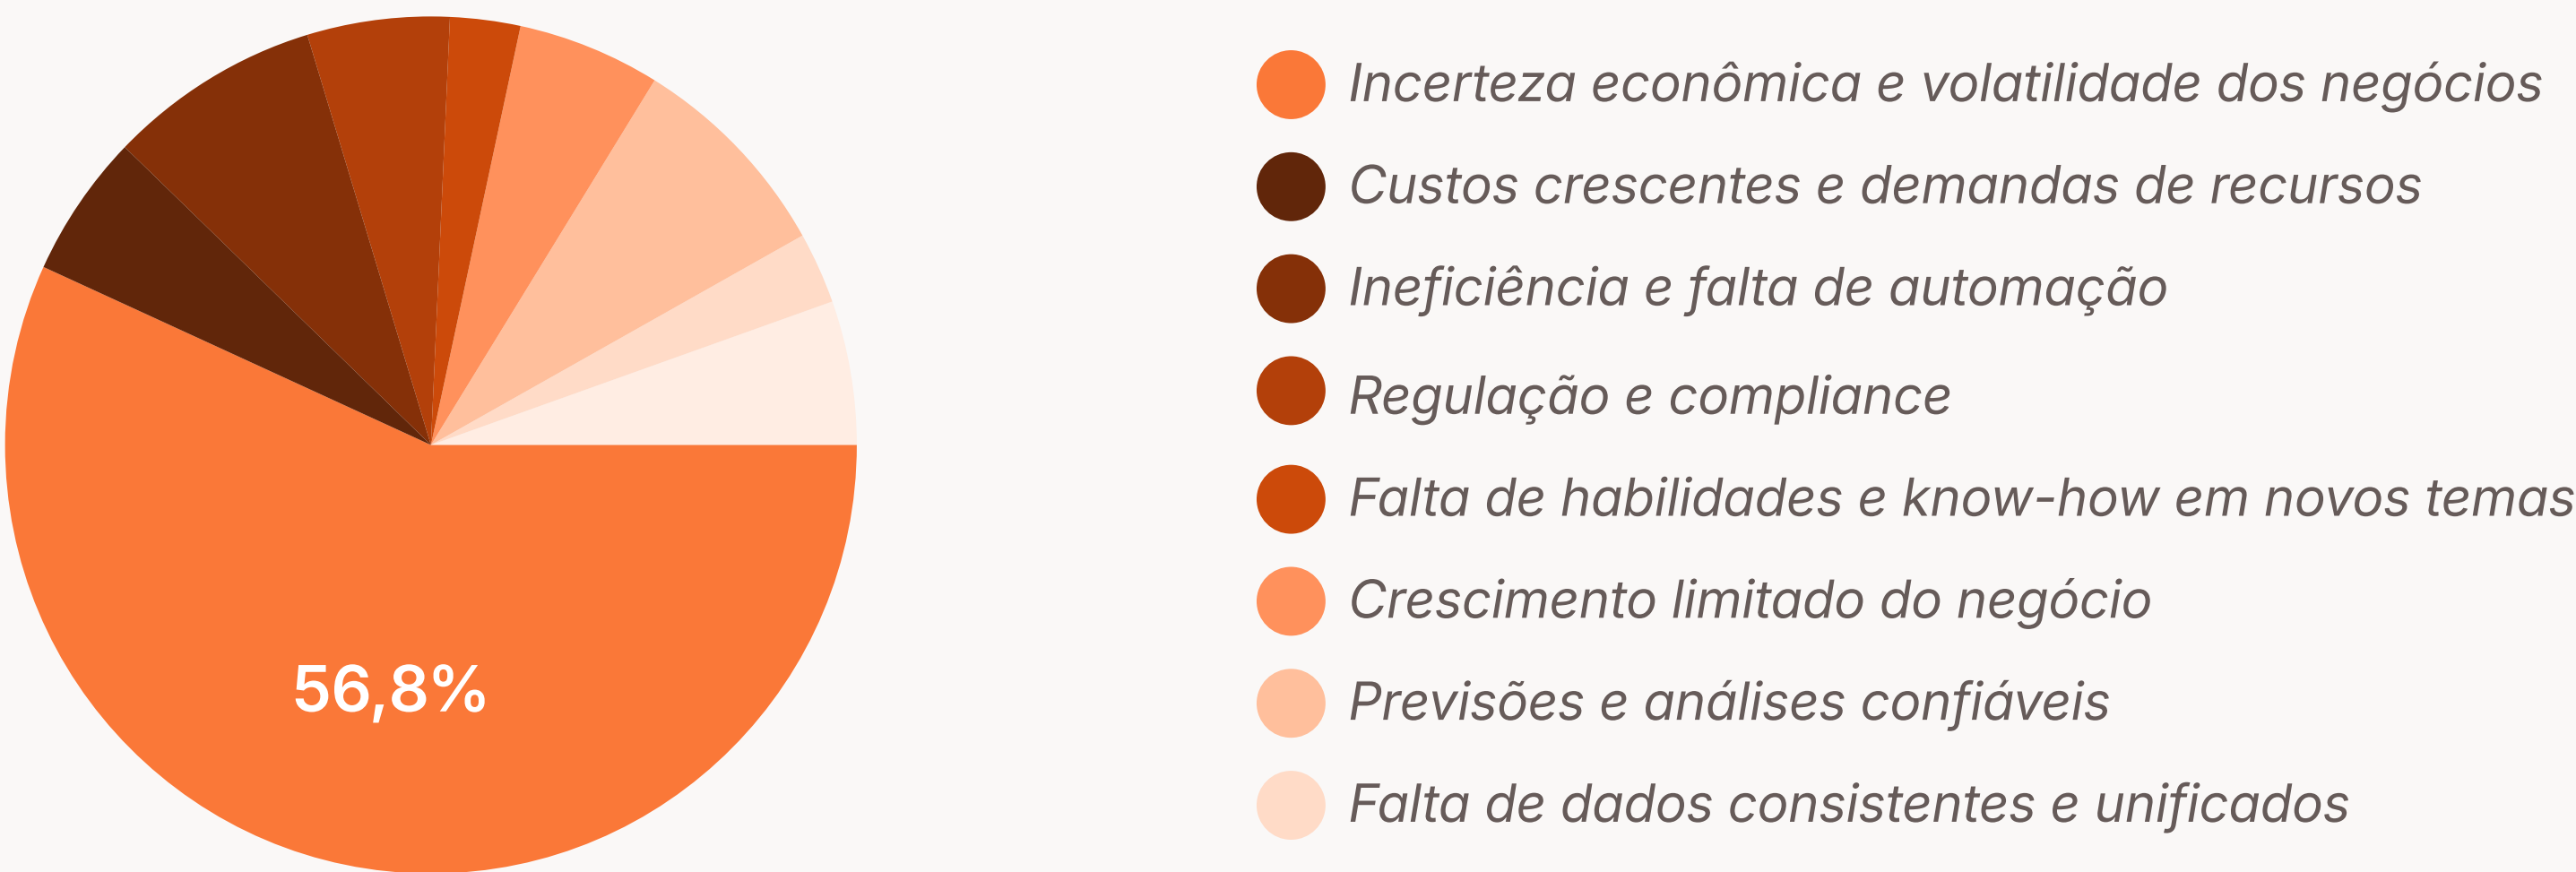 56,8%
Incerteza econômica e volatilidade dos negócios
Custos crescentes e demandas de recursos
Ineficiência e falta de automação
Regulação e compliance
Falta de habilidades e know-how em novos temas
Crescimento limitado do negócio
Previsões e análises confiáveis
Falta de dados consistentes e unificados